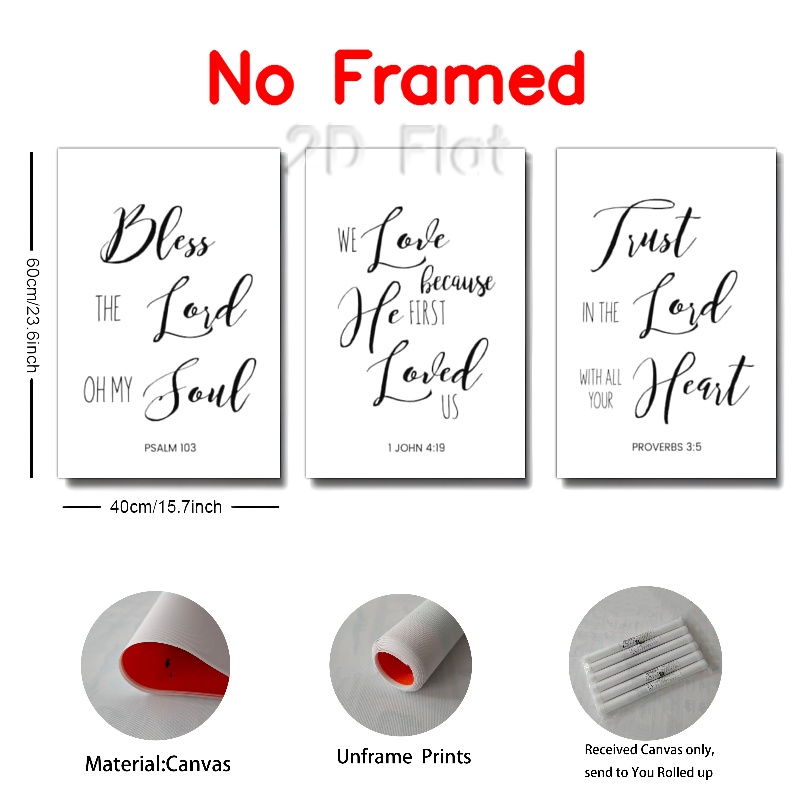 No Framed
2D Flat
60cm/23.6inch
Bless
THE Lord
OH MY Soul
PSALM 103
WE Love
because
He FIRST
Loved
US
1 JOHN 4:19
Trust
IN THE Lord
WITH ALL
YOUR Heart
PROVERBS 3:5
40cm/15.7inch
Material:Canvas
Unframe Prints
Received Canvas only,
send to You Rolled up